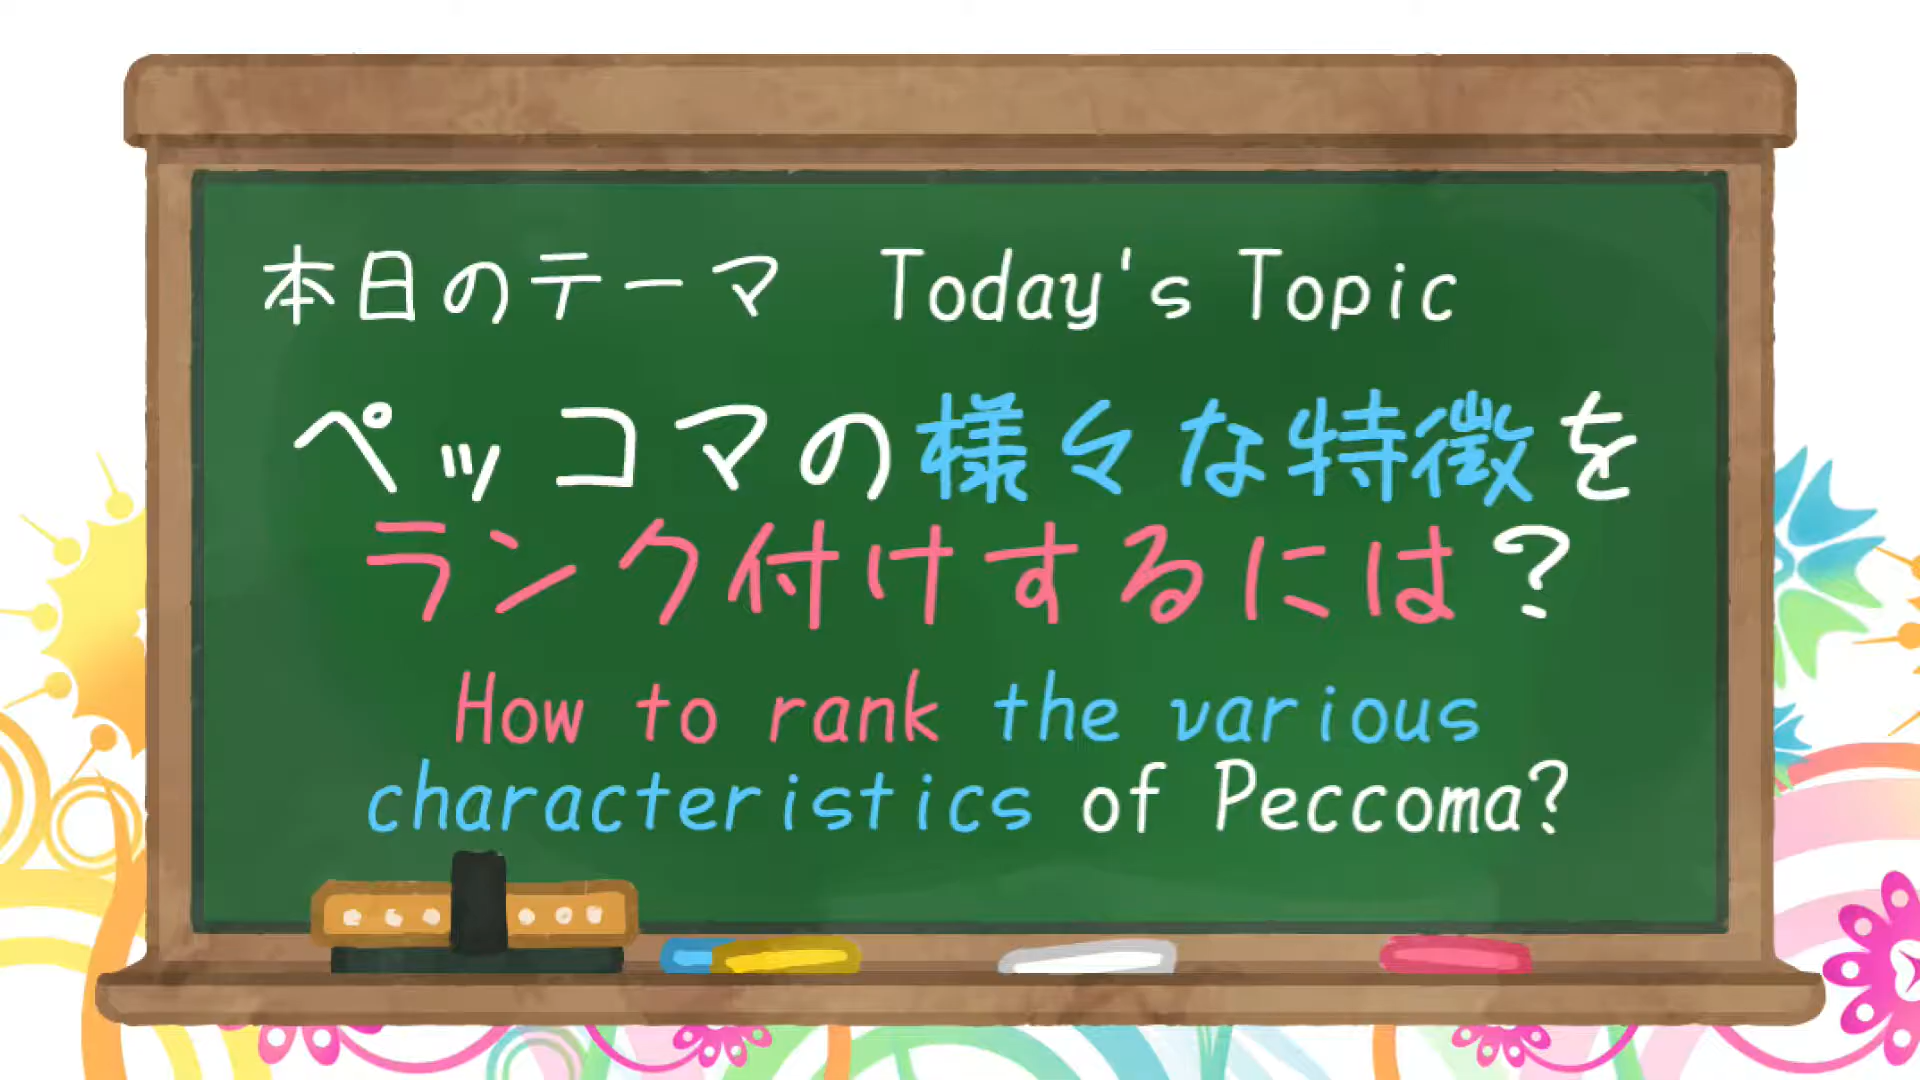 本日のテーマ Today's Topic
ペッコマの様々な特徴を
ランク付けするには?
How to rank the various
characteristics of Peccoma?